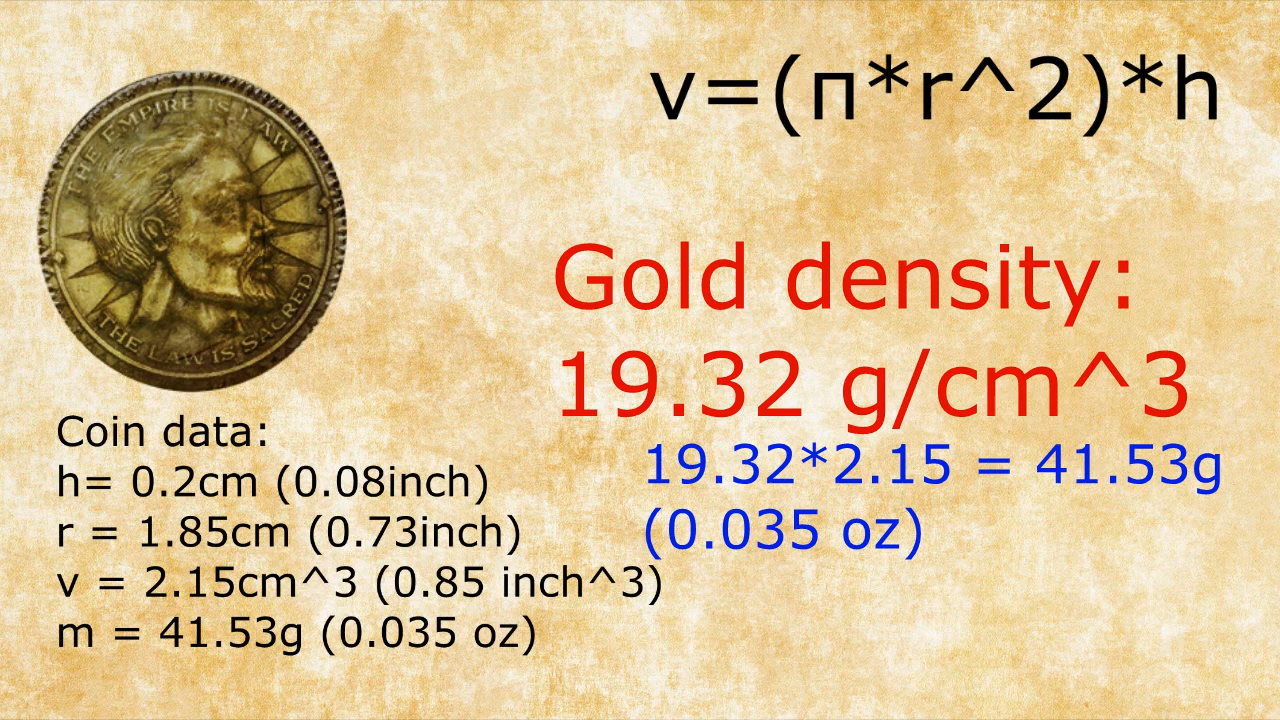 THE EMPIRE IS LAW
THE LAW IS SACRED
v=(п*r^2)*h
Gold density:
19.32 g/cm^3
19.32*2.15 = 41.53g
(0.035 oz)
Coin data:
h= 0.2cm (0.08inch)
r = 1.85cm (0.73inch)
v = 2.15cm^3 (0.85 inch^3)
m = 41.53g (0.035 oz)